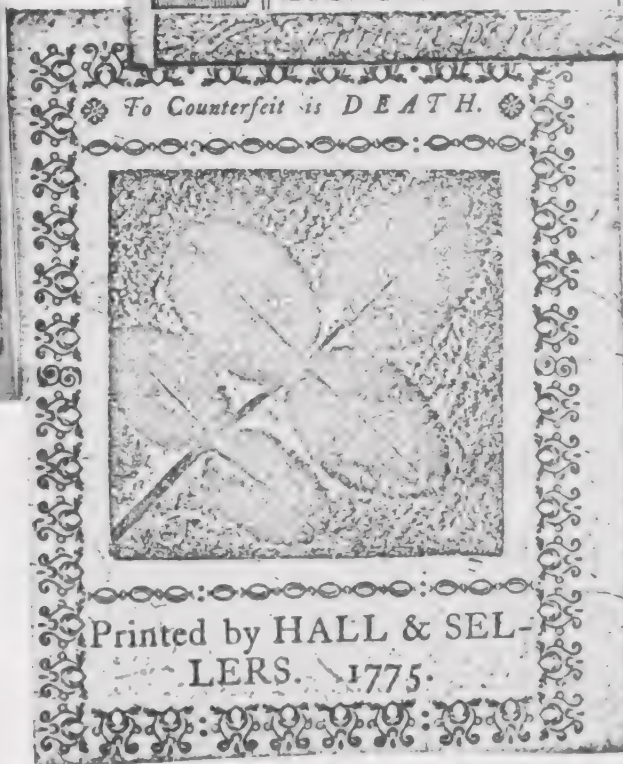 To Counterfeit is DEATH.
Printed by HALL & SEL-
LERS. 1775.